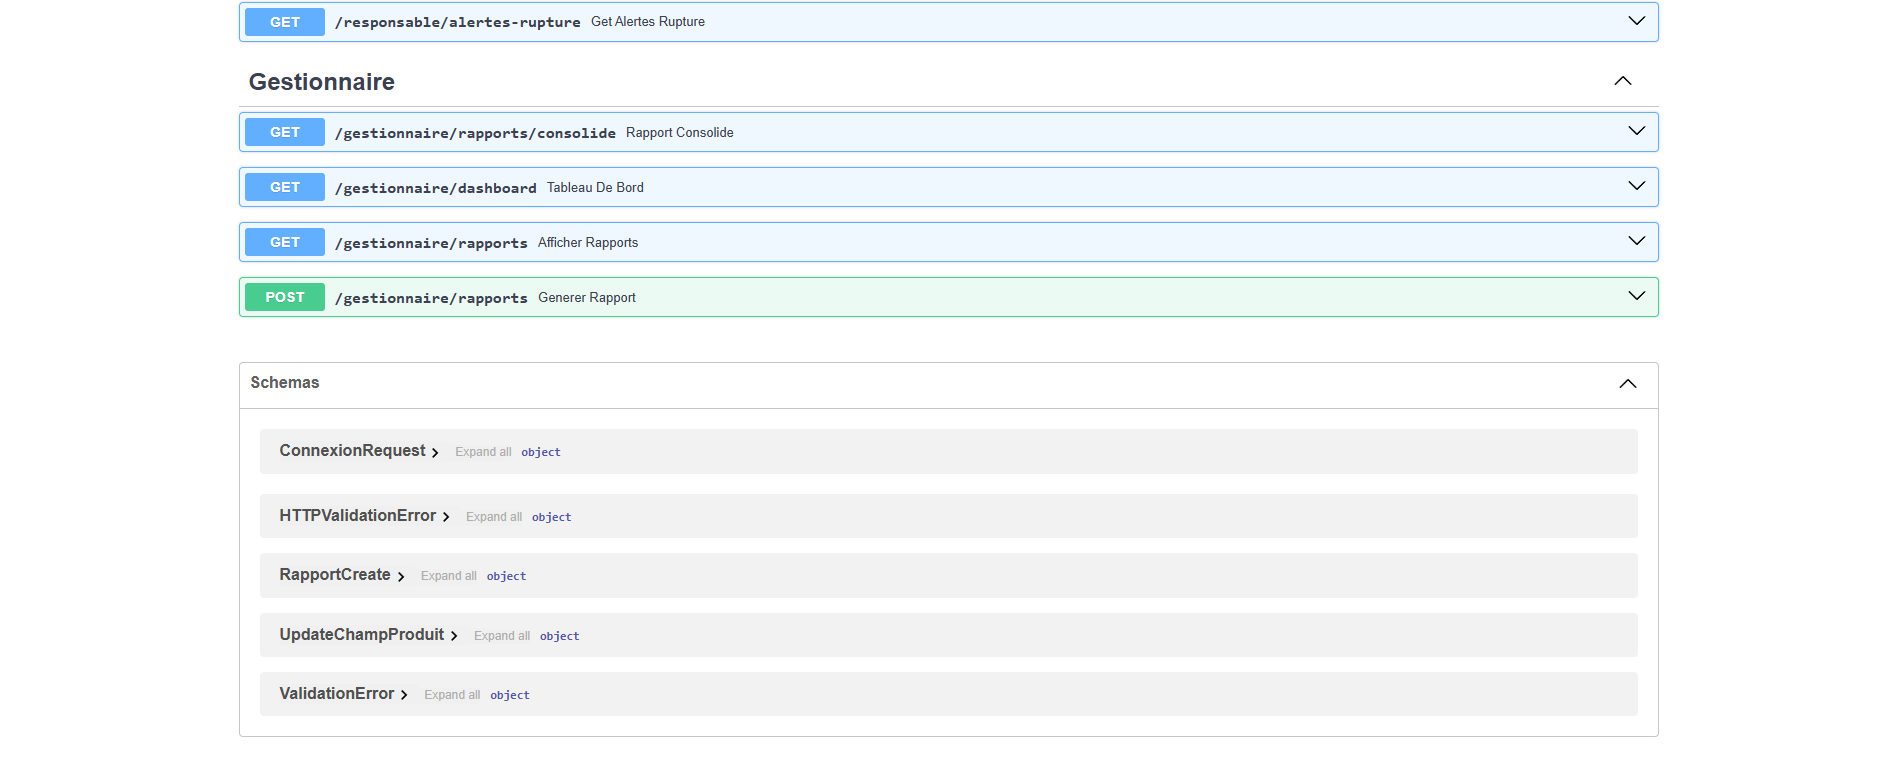 GET /responsable/alertes-rupture Get Alertes Rupture
Gestionnaire
GET /gestionnaire/rapports/consolide Rapport Consolide
GET /gestionnaire/dashboard Tableau De Bord
GET /gestionnaire/rapports Afficher Rapports
POST /gestionnaire/rapports Generer Rapport
Schemas
ConnexionRequest Expand all object
HTTPValidationError Expand all object
RapportCreate Expand all object
UpdateChampProduit Expand all object
ValidationError Expand all object